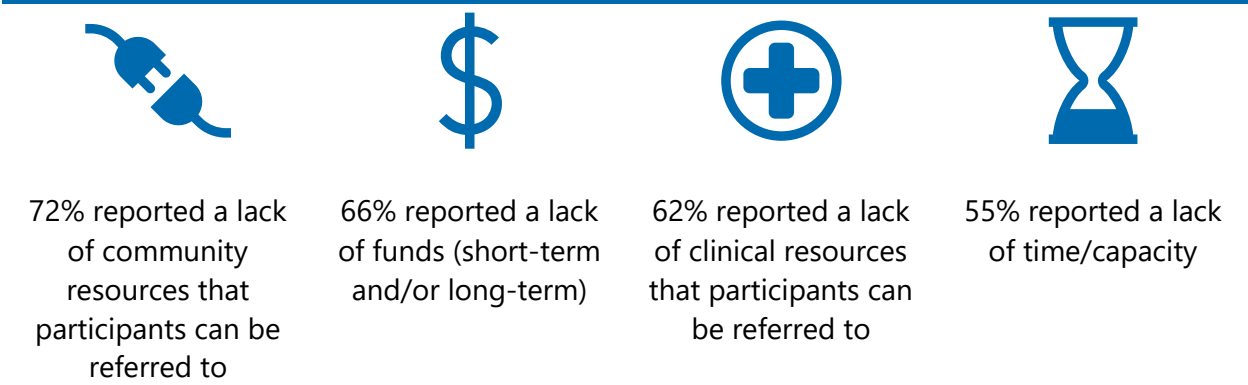 72% reported a lack
of community
resources that
participants can be
referred to
66% reported a lack
of funds (short-term
and/or long-term)
62% reported a lack
of clinical resources
that participants can
be referred to
55% reported a lack
of time/capacity